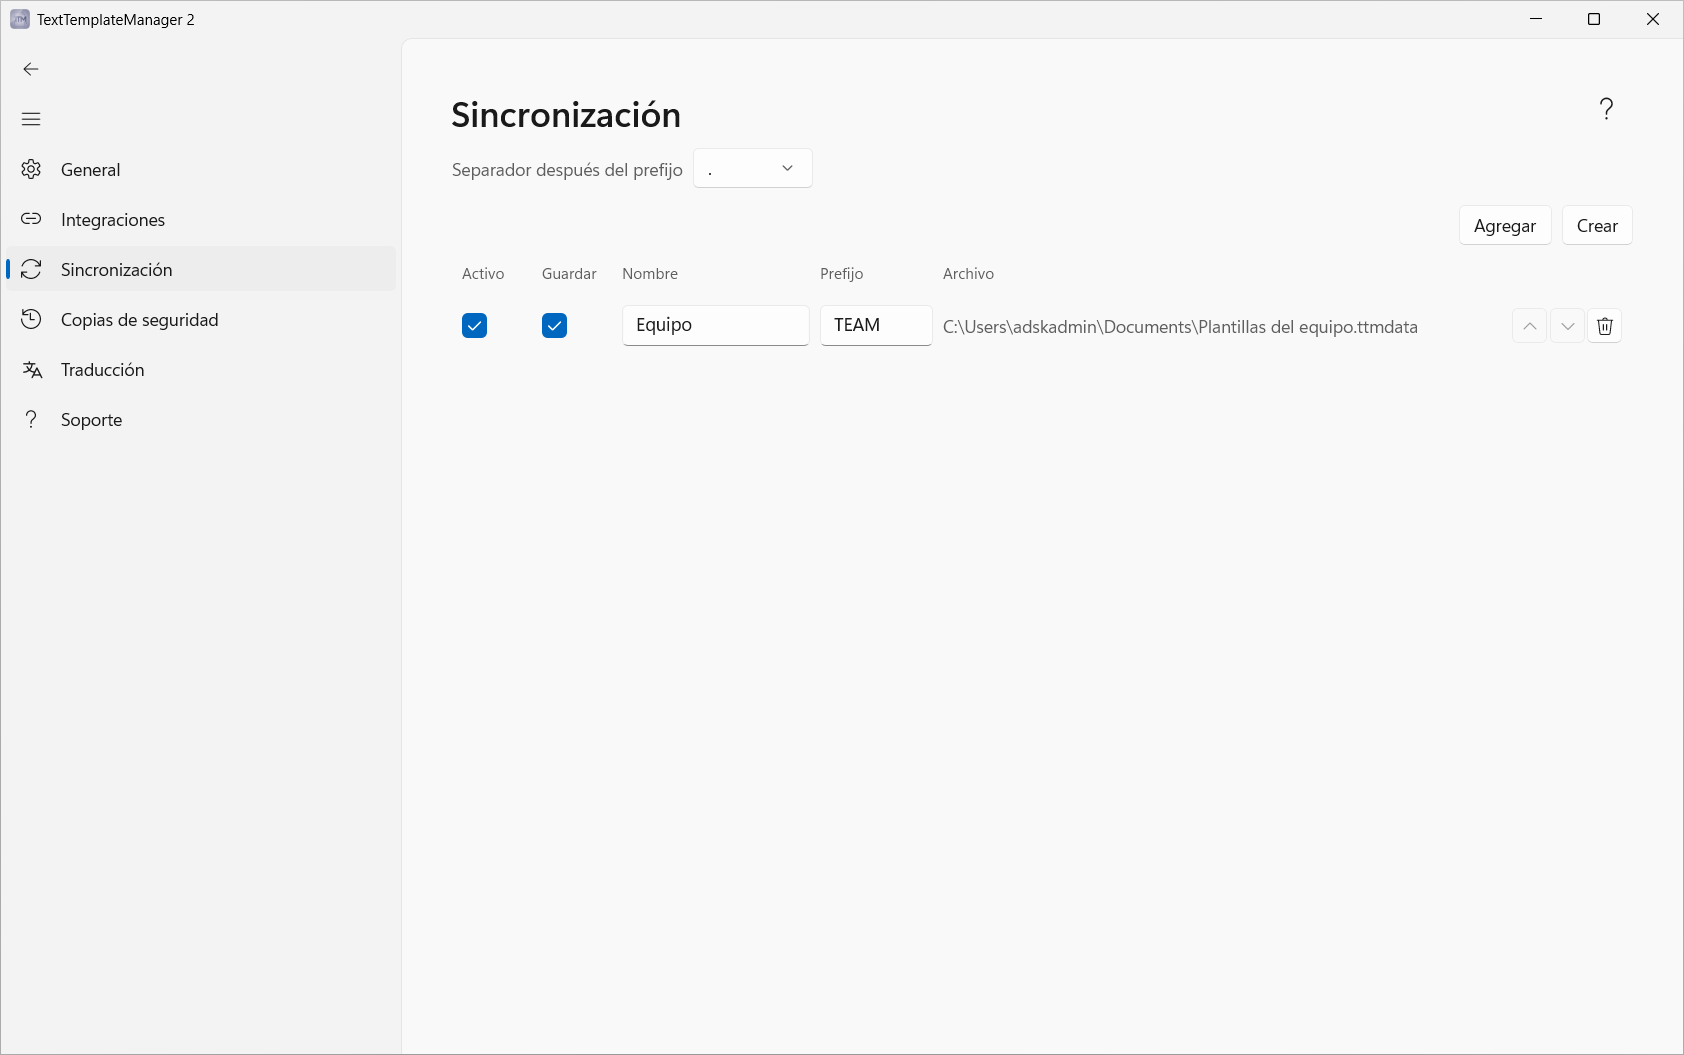 TextTemplateManager 2
General
Integraciones
Sincronización
Copias de seguridad
Traducción
Soporte
Sincronización
?
Separador después del prefijo .
Agregar Crear
Activo Guardar Nombre Prefijo Archivo
Equipo TEAM C:\Users\adskadmin\Documents\Plantillas del equipo.ttmdata